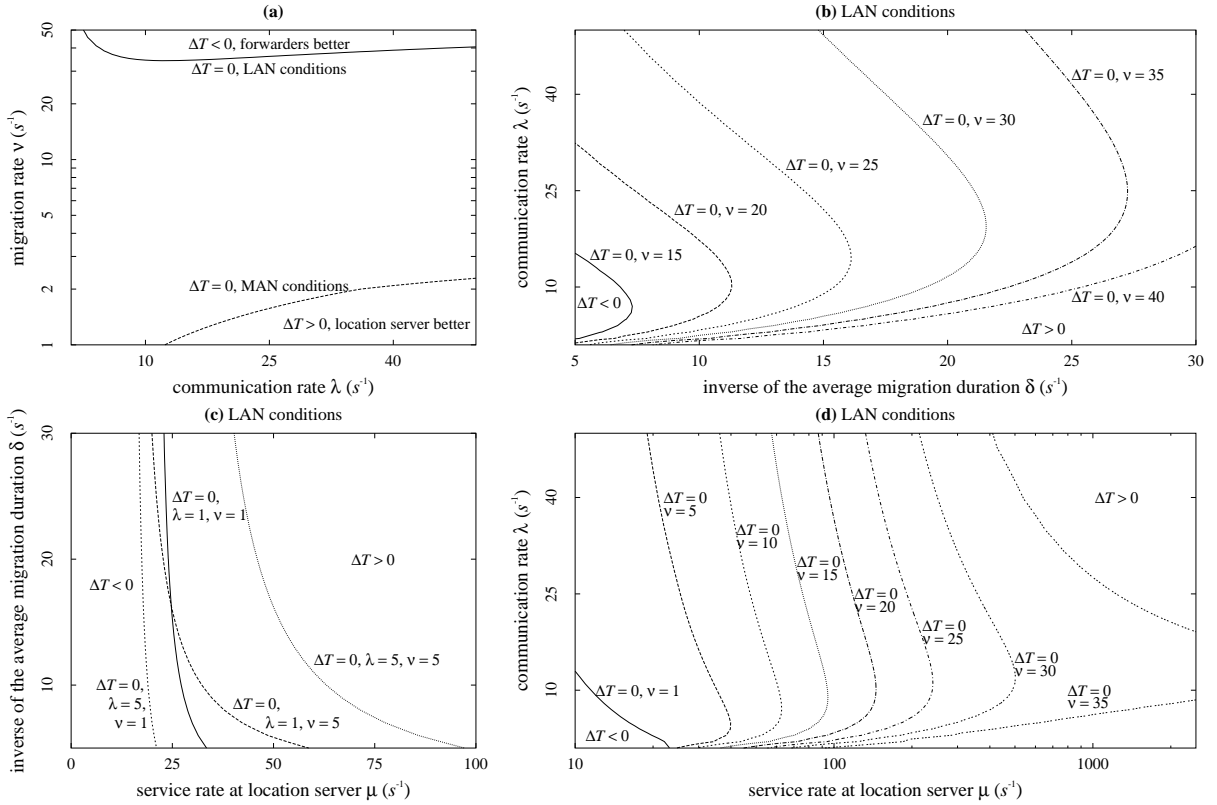 (a)
migration rate ν (s⁻¹)
50
30
10
5
2
1
ΔT < 0, forwarders better
ΔT = 0, LAN conditions
ΔT = 0, MAN conditions
ΔT > 0, location server better
10
25
40
communication rate λ (s⁻¹)
(b) LAN conditions
communication rate λ (s⁻¹)
40
25
10
ΔT = 0, ν = 35
ΔT = 0, ν = 30
ΔT = 0, ν = 25
ΔT = 0, ν = 20
ΔT = 0, ν = 15
ΔT < 0
ΔT = 0, ν = 40
ΔT > 0
5
10
15
20
25
30
inverse of the average migration duration δ (s⁻¹)
(c) LAN conditions
inverse of the average migration duration δ (s⁻¹)
30
20
10
ΔT = 0,
λ = 1, ν = 1
ΔT > 0
ΔT < 0
ΔT = 0, λ = 5, ν = 5
ΔT = 0,
λ = 5,
ν = 1
ΔT = 0,
λ = 1, ν = 5
0
25
50
75
100
service rate at location server μ (s⁻¹)
(d) LAN conditions
communication rate λ (s⁻¹)
40
25
10
ΔT = 0
ν = 5
ΔT > 0
ΔT = 0
ν = 10
ΔT = 0
ν = 15
ΔT = 0
ν = 20
ΔT = 0
ν = 25
ΔT = 0
ν = 30
ΔT = 0
ν = 35
ΔT = 0, ν = 1
ΔT < 0
10
100
1000
service rate at location server μ (s⁻¹)